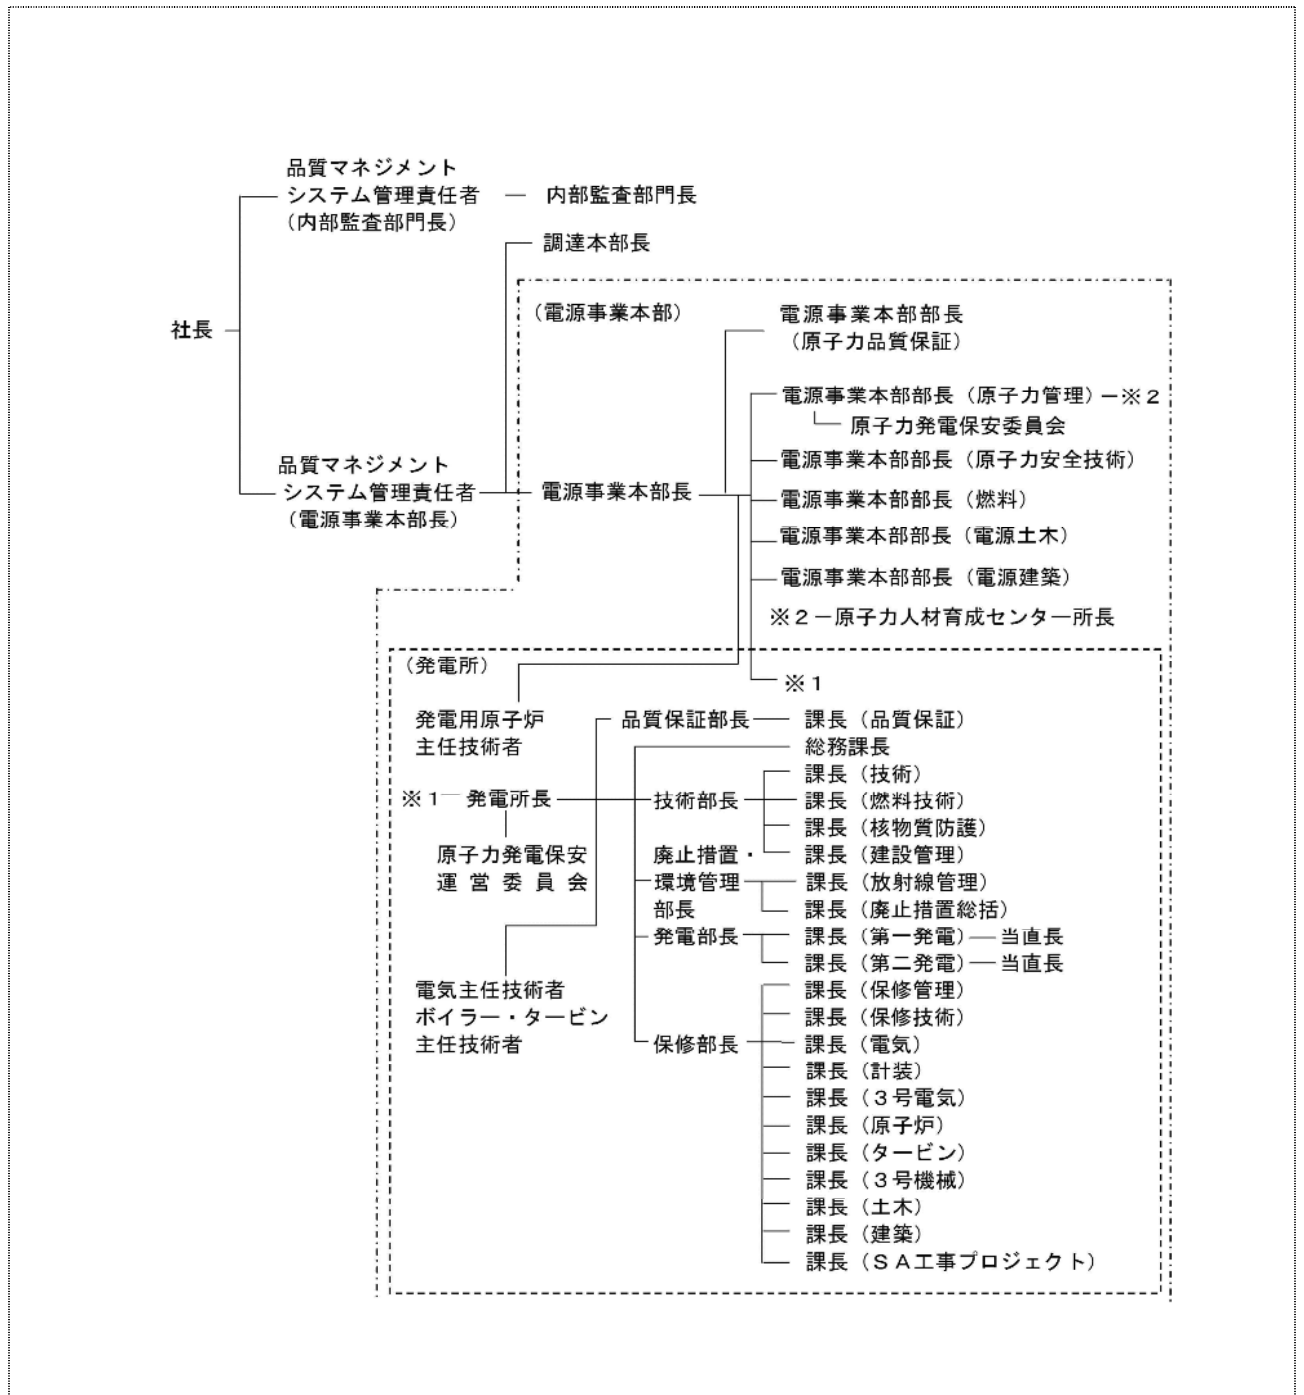 品質マネジメント
システム管理責任者 ― 内部監査部門長
（内部監査部門長）
調達本部長
（電源事業本部）
電源事業本部部長
（原子力品質保証）
社長
電源事業本部部長（原子力管理）－※２
原子力発電保安委員会
電源事業本部部長（原子力安全技術）
品質マネジメント
システム管理責任者
（電源事業本部長）
電源事業本部長
電源事業本部部長（燃料）
電源事業本部部長（電源土木）
電源事業本部部長（電源建築）
※２－原子力人材育成センター所長
（発電所）
※１
発電用原子炉
主任技術者
品質保証部長
課長（品質保証）
総務課長
※１ 発電所長
原子力発電保安
運営委員会
技術部長
課長（技術）
課長（燃料技術）
課長（核物質防護）
課長（建設管理）
廃止措置・
環境管理
部長
課長（放射線管理）
課長（廃止措置総括）
発電部長
課長（第一発電）― 当直長
課長（第二発電）― 当直長
電気主任技術者
ボイラー・タービン
主任技術者
保修部長
課長（保修管理）
課長（保修技術）
課長（電気）
課長（計装）
課長（３号電気）
課長（原子炉）
課長（タービン）
課長（３号機械）
課長（土木）
課長（建築）
課長（ＳＡ工事プロジェクト）